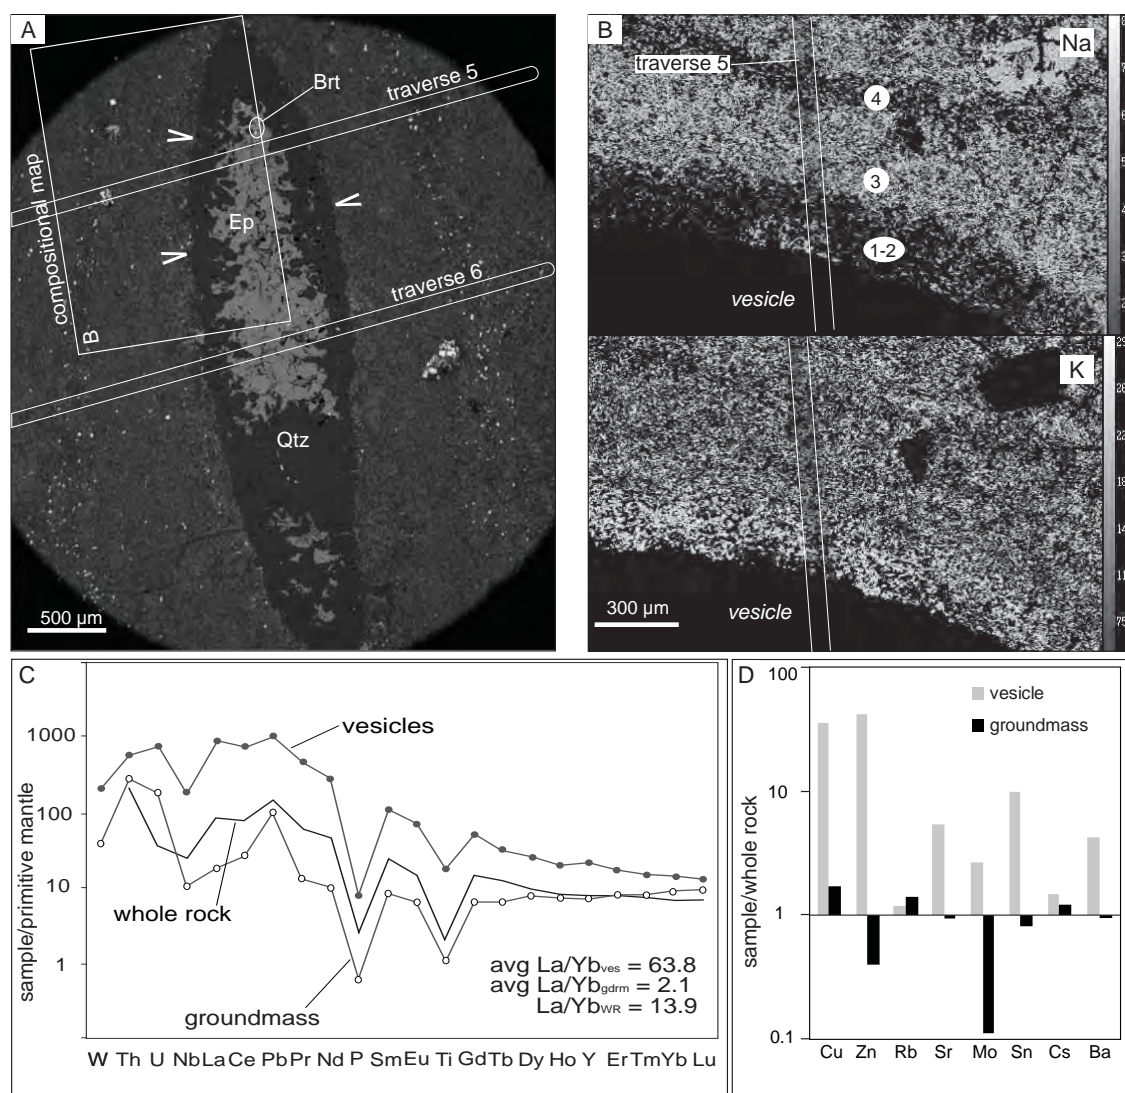 A
Brt
traverse 5
compositional map
Ep
traverse 6
B
Qtz
500 µm
B
Na
traverse 5
4
3
1-2
vesicle
K
300 µm
vesicle
C
vesicles
1000
100
10
1
sample/primitive mantle
whole rock
groundmass
avg La/Ybves = 63.8
avg La/Ybgdrm = 2.1
La/YbWR = 13.9
W Th U Nb La Ce Pb Pr Nd P Sm Eu Ti Gd Tb Dy Ho Y Er Tm Yb Lu
D
100
10
1
0.1
sample/whole rock
vesicle
groundmass
Cu Zn Rb Sr Mo Sn Cs Ba